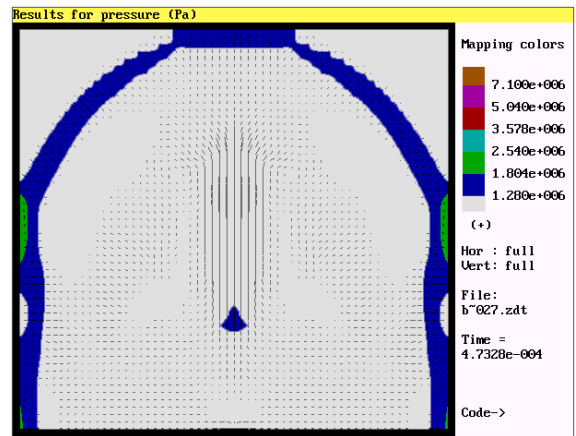 Results for pressure (Pa)
Mapping colors
7.100e+006
5.040e+006
3.578e+006
2.540e+006
1.804e+006
1.280e+006
(+)
Hor : full
Vert: full
File:
b~027.zdt
Time =
4.7328e-004
Code->